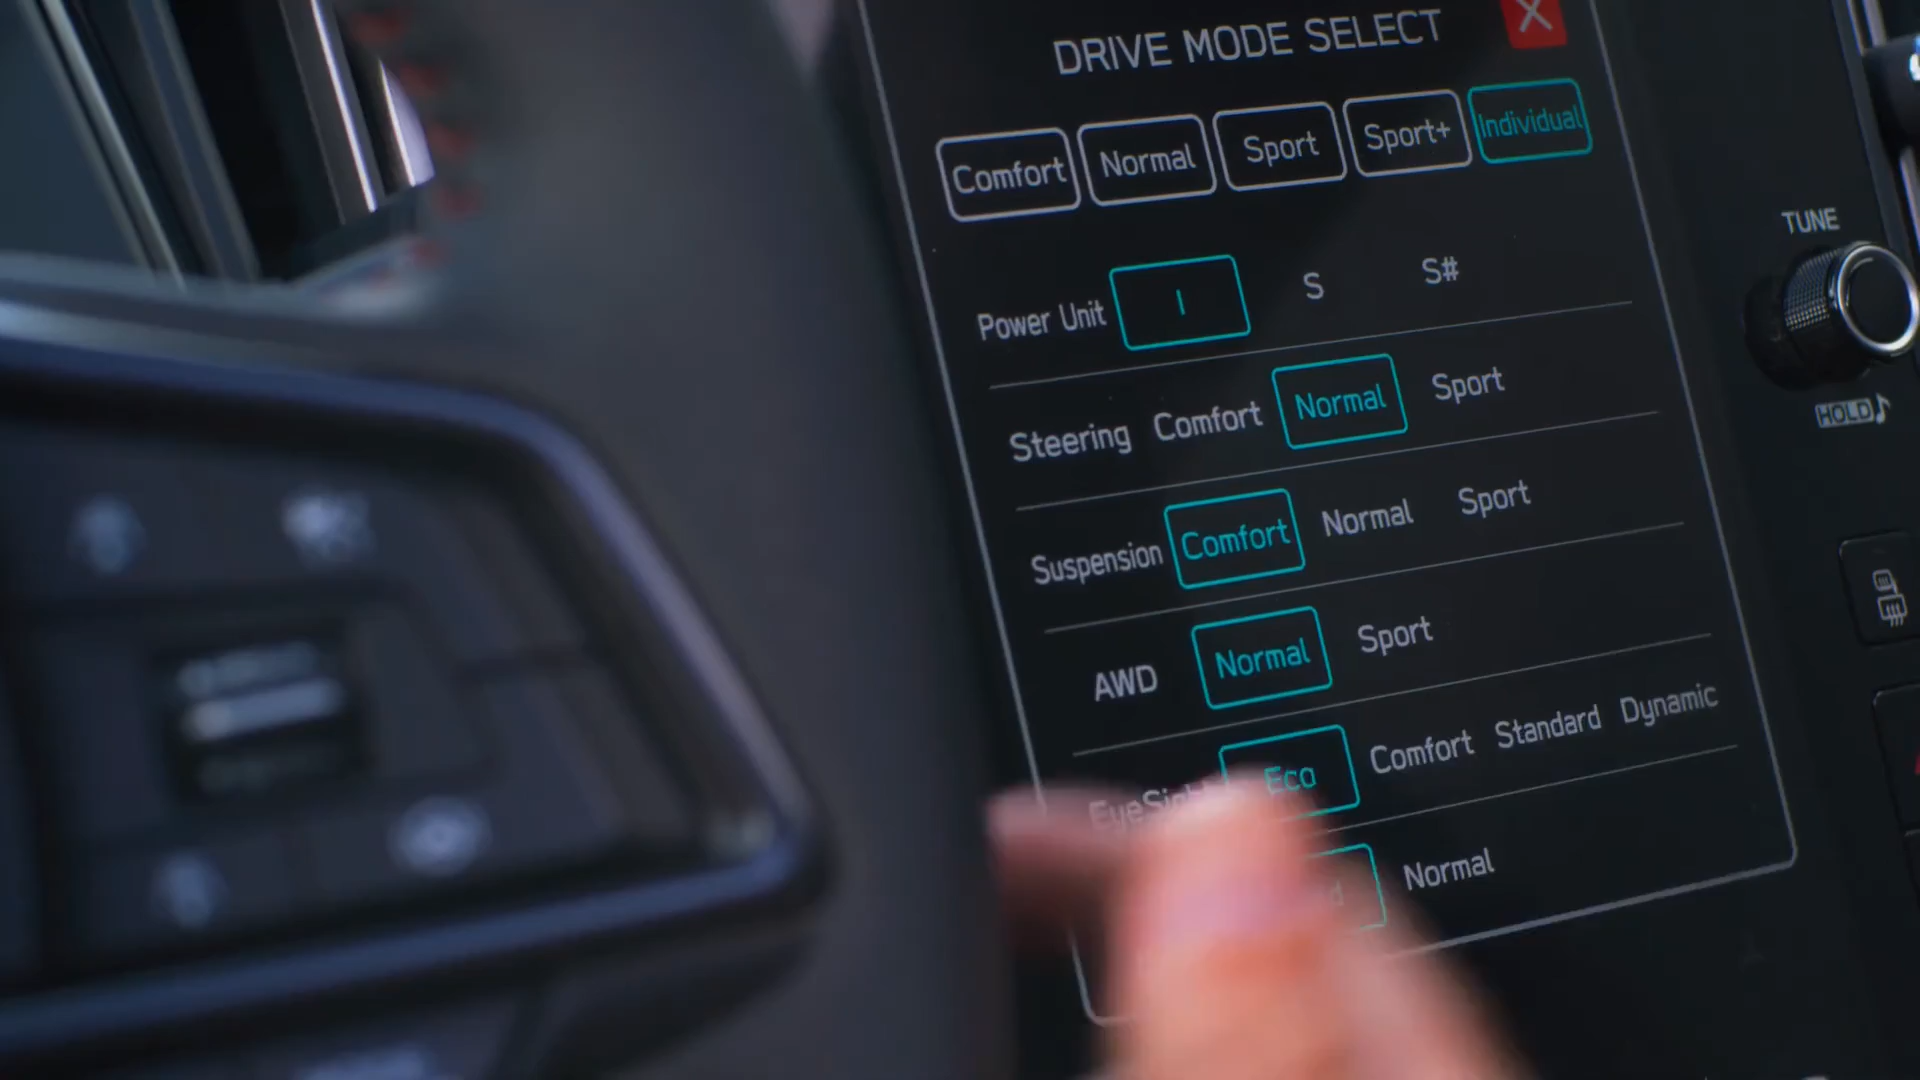 DRIVE MODE SELECT
Comfort Normal Sport Sport+ Individual
Power Unit I S S#
Steering Comfort Normal Sport
Suspension Comfort Normal Sport
AWD Normal Sport
EyeSight Eco Comfort Standard Dynamic
Normal
TUNE
HOLD